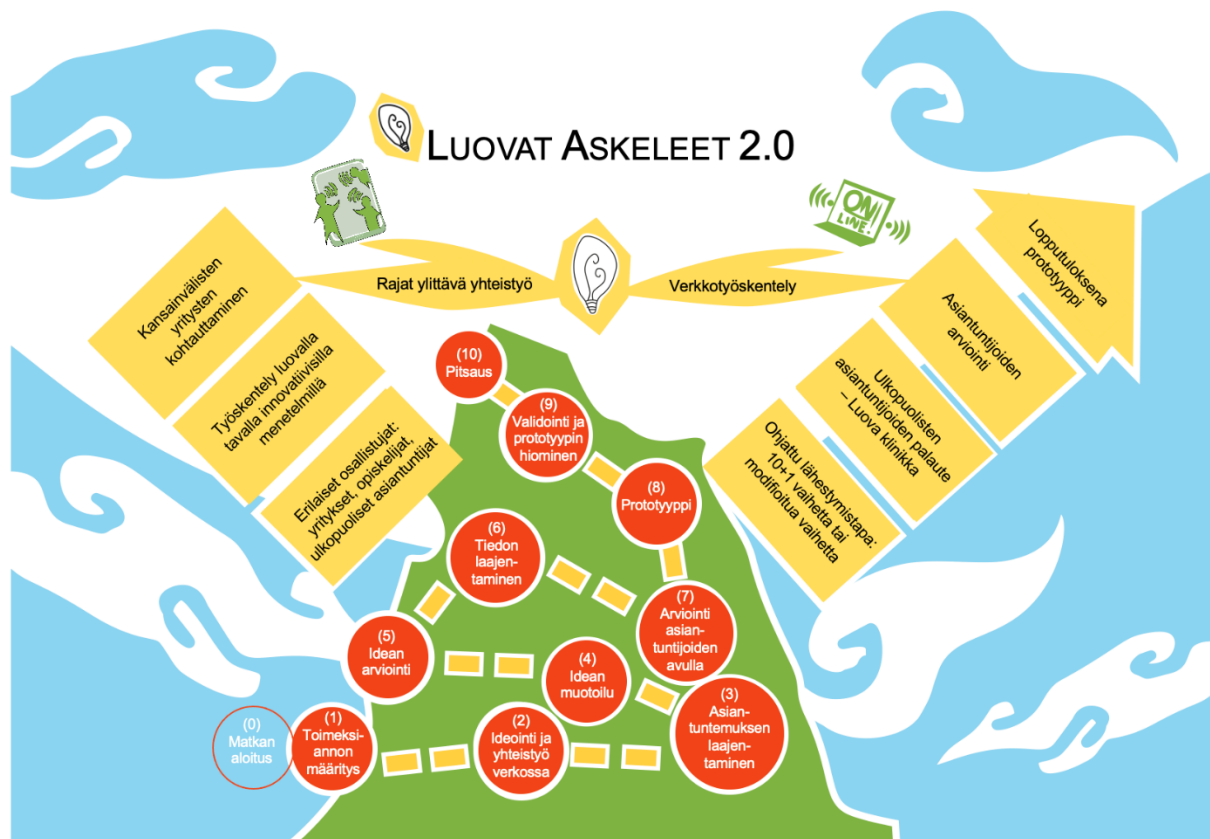 LUOVAT ASKELEET 2.0
ON
LINE.
Rajat ylittävä yhteistyö
Verkkotyöskentely
Kansainvälisten
yritysten
kohtauttaminen
Työskentely luovalla
tavalla innovatiivisilla
menetelmillä
Erilaiset osallistujat:
yritykset, opiskelijat,
ulkopuoliset asiantuntijat
Ohjattu lähestymistapa:
10+1 vaihetta tai
modifioitua vaihetta
Ulkopuolisten
asiantuntijoiden palaute
– Luova klinikka
Asiantuntijoiden
arviointi
Lopputuloksena
prototyyppi
(10)
Pitsaus
(9)
Validointi ja
prototyypin
hiominen
(8)
Prototyyppi
(6)
Tiedon
laajen-
taminen
(7)
Arviointi
asian-
tuntijoiden
avulla
(5)
Idean
arviointi
(4)
Idean
muotoilu
(3)
Asian-
tuntemuksen
laajen-
taminen
(0)
Matkan
aloitus
(1)
Toimeksi-
annon
määritys
(2)
Ideointi ja
yhteistyö
verkossa